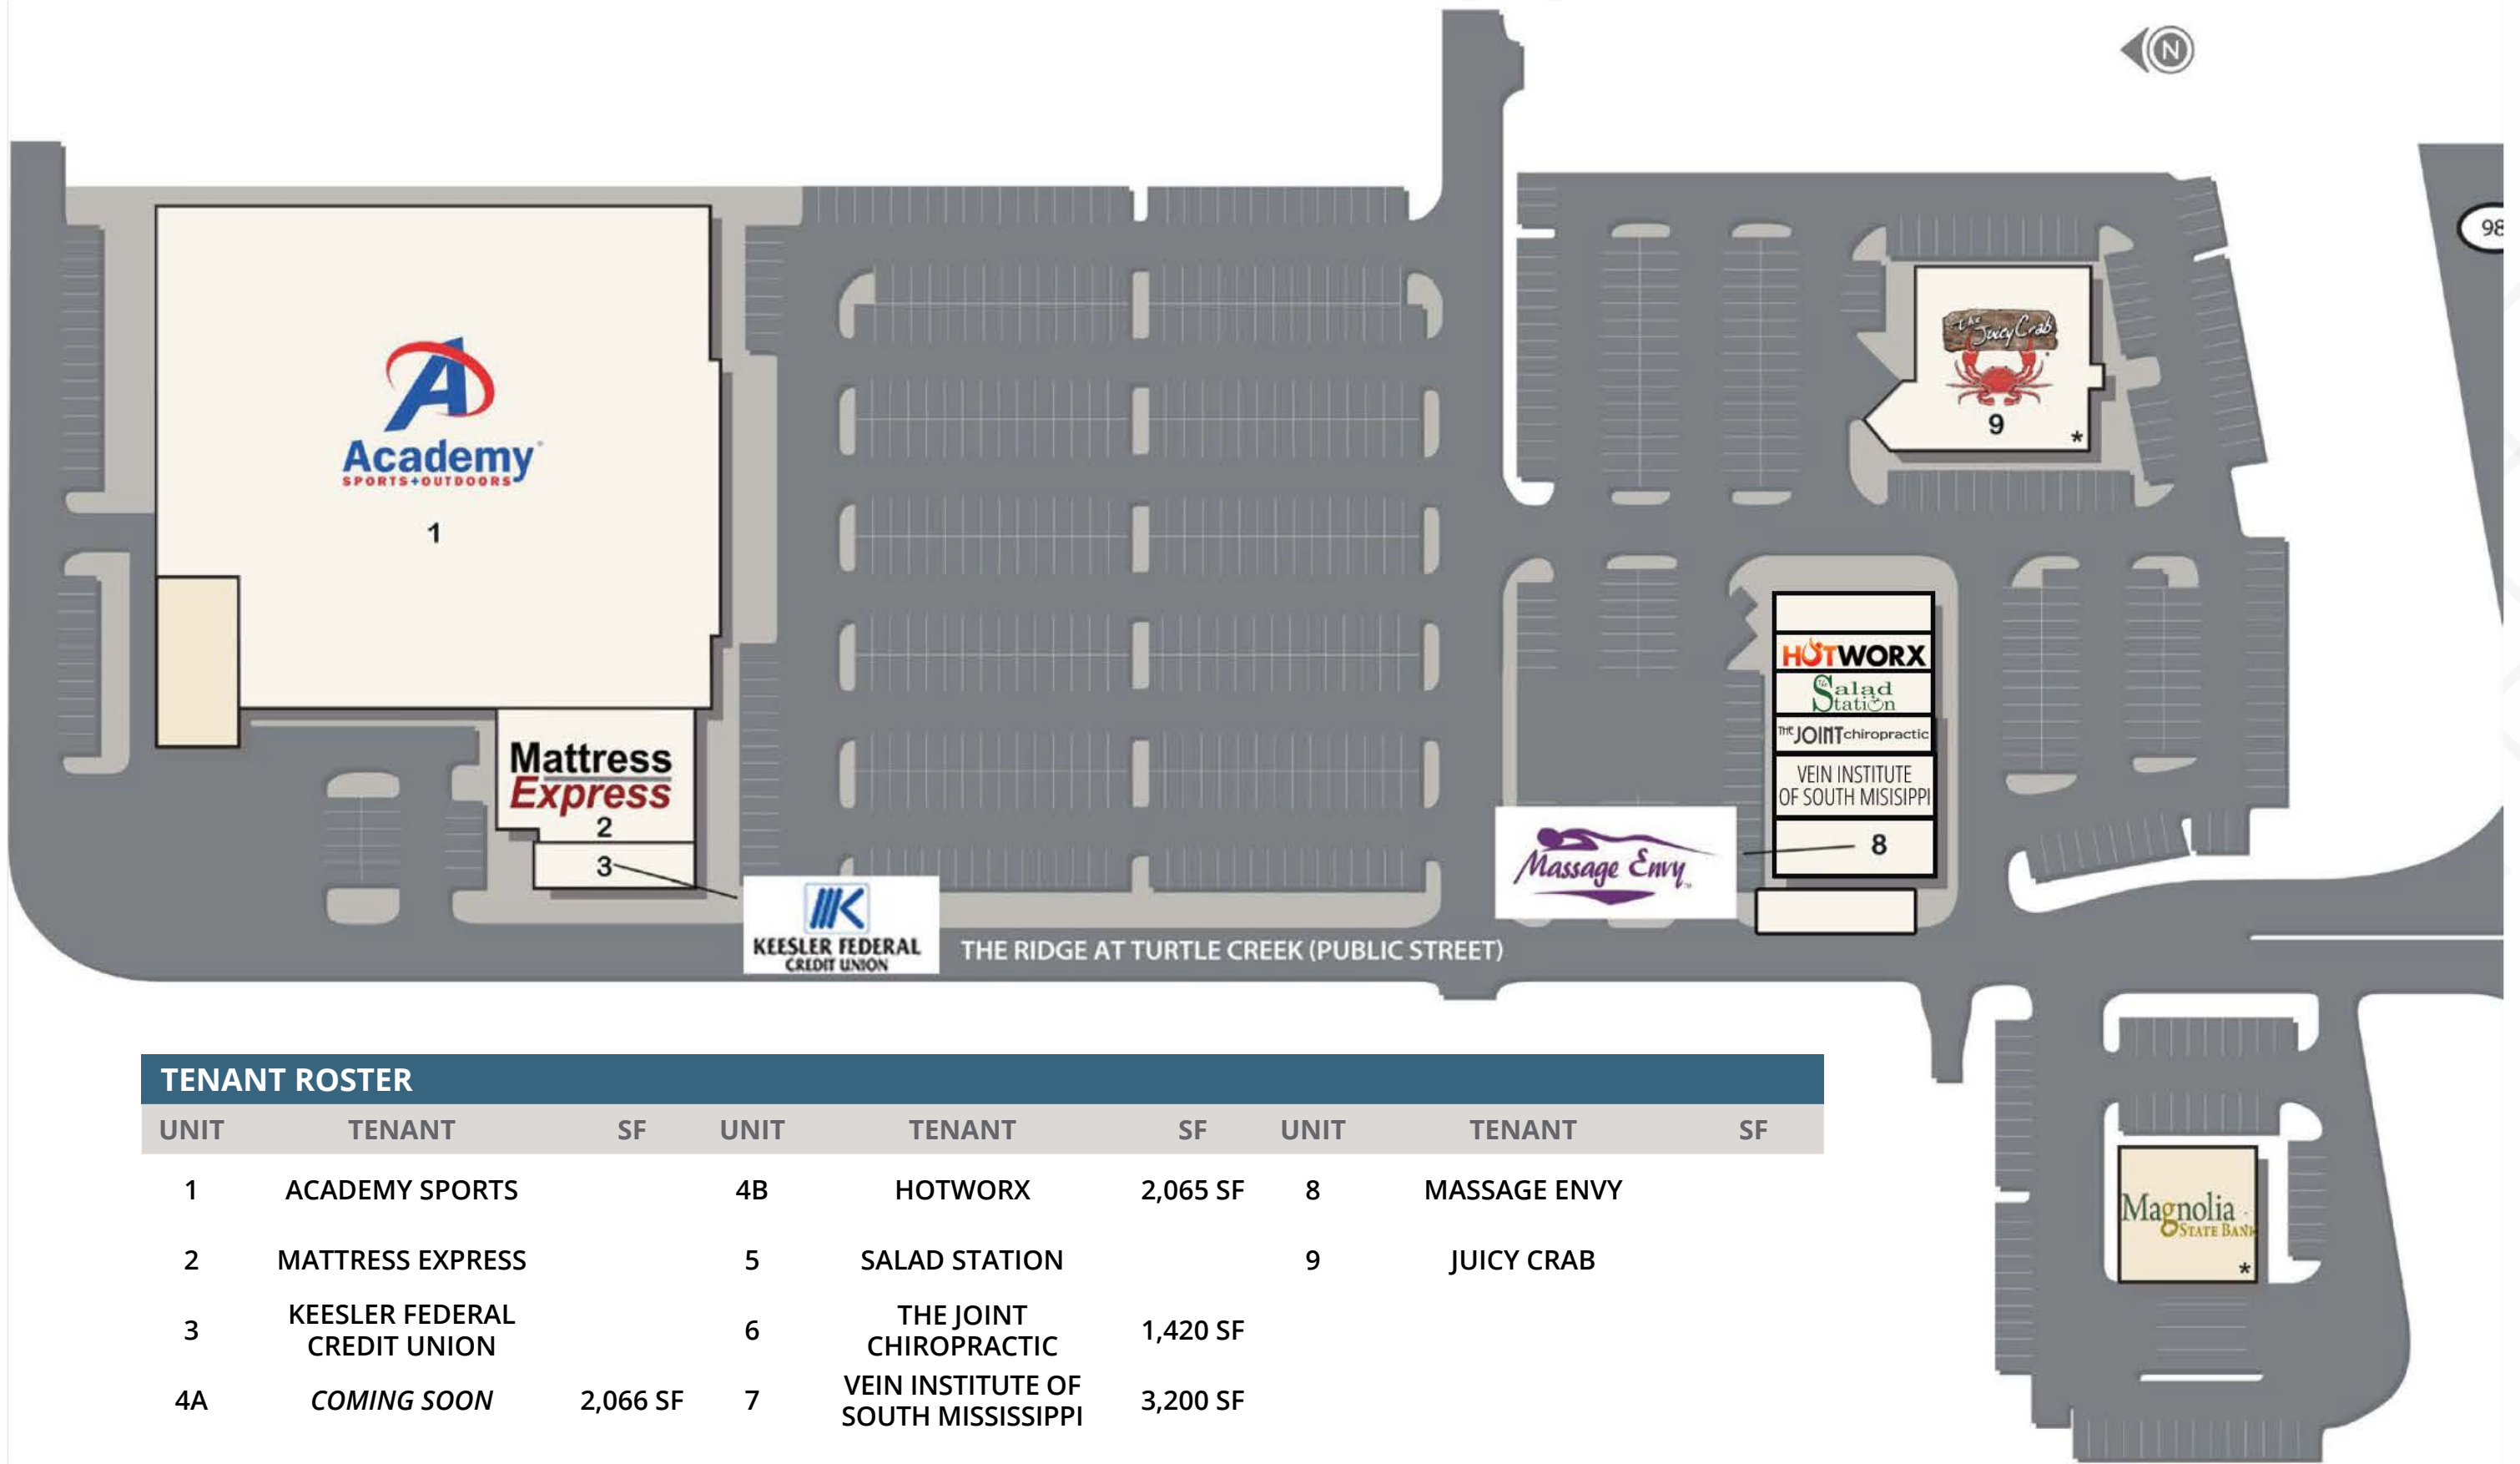 N
98
The
Juicy Crab
9
*
A
Academy
SPORTS+OUTDOORS
1
HOTWORX
The
Salad
Station
THE JOINT chiropractic
VEIN INSTITUTE
OF SOUTH MISISIPPI
8
Massage Envy
Mattress
Express
2
3
K
KEESLER FEDERAL
CREDIT UNION
THE RIDGE AT TURTLE CREEK (PUBLIC STREET)
Magnolia
STATE BANK
*
TENANT ROSTER
UNIT TENANT SF UNIT TENANT SF UNIT TENANT SF
1 ACADEMY SPORTS 4B HOTWORX 2,065 SF 8 MASSAGE ENVY
2 MATTRESS EXPRESS 5 SALAD STATION 9 JUICY CRAB
3 KEESLER FEDERAL
CREDIT UNION
6 THE JOINT
CHIROPRACTIC
1,420 SF
4A COMING SOON 2,066 SF 7 VEIN INSTITUTE OF
SOUTH MISSISSIPPI
3,200 SF